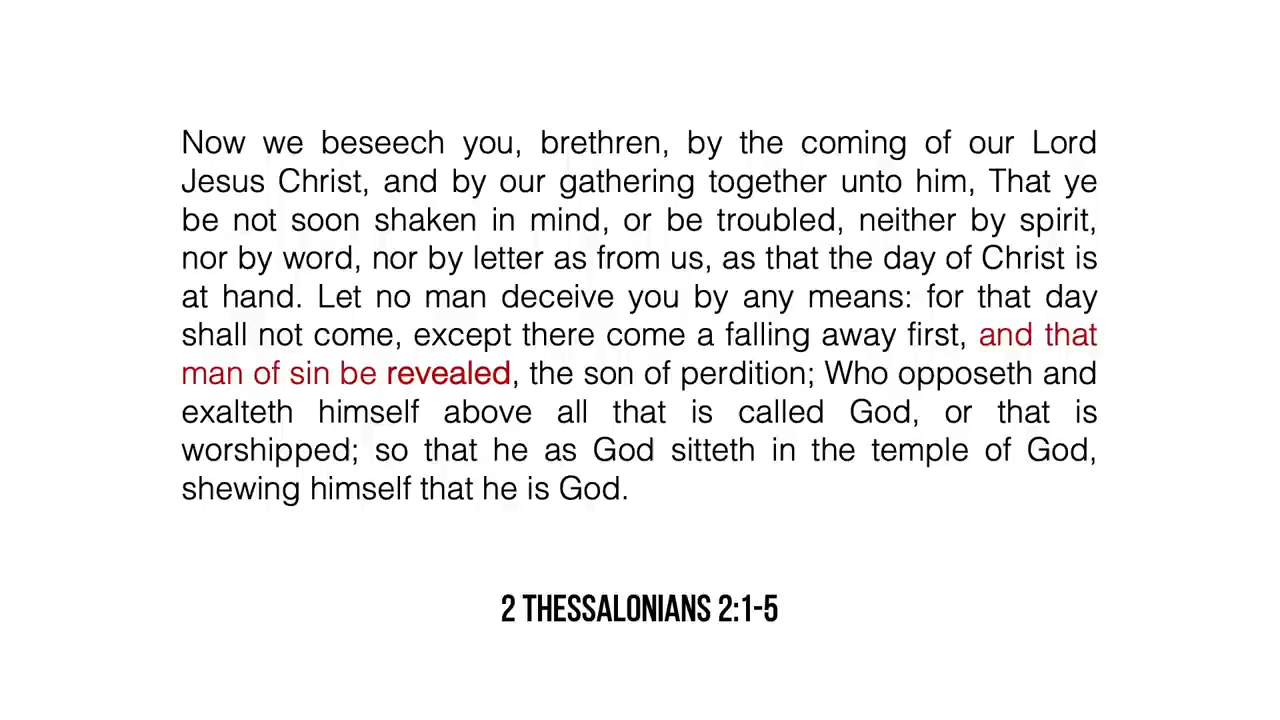 Now we beseech you, brethren, by the coming of our Lord
Jesus Christ, and by our gathering together unto him, That ye
be not soon shaken in mind, or be troubled, neither by spirit,
nor by word, nor by letter as from us, as that the day of Christ is
at hand. Let no man deceive you by any means: for that day
shall not come, except there come a falling away first, and that
man of sin be revealed, the son of perdition; Who opposeth and
exalteth himself above all that is called God, or that is
worshipped; so that he as God sitteth in the temple of God,
shewing himself that he is God.
2 THESSALONIANS 2:1-5